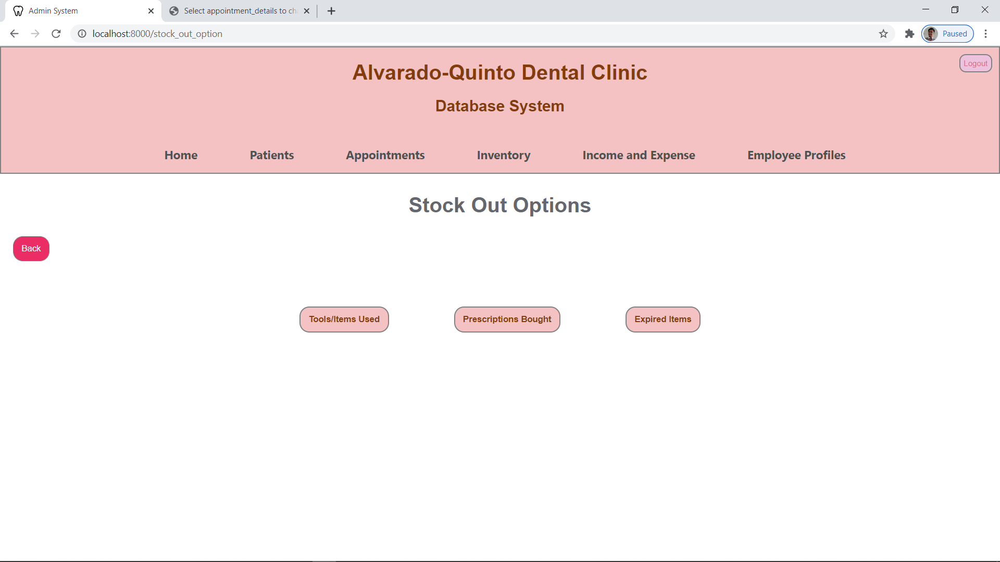 Admin System
Select appointment_details to ch
localhost:8000/stock_out_option
Paused
Logout
Alvarado-Quinto Dental Clinic
Database System
Home Patients Appointments Inventory Income and Expense Employee Profiles
Stock Out Options
Back
Tools/Items Used Prescriptions Bought Expired Items